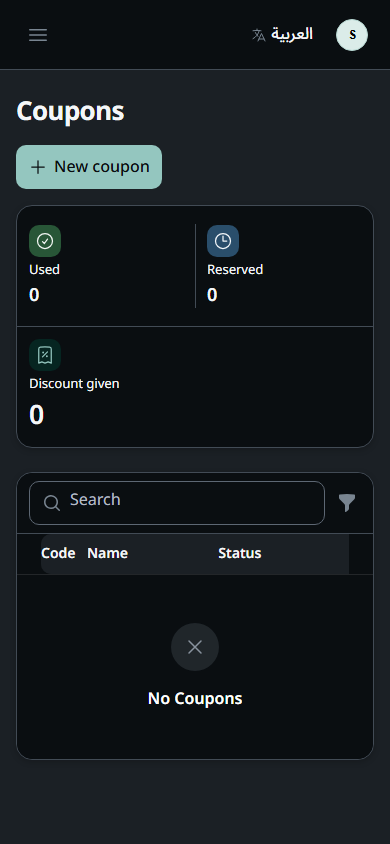 العربية S
Coupons
New coupon
Used Reserved
0 0
Discount given
0
Search
Code Name Status
No Coupons